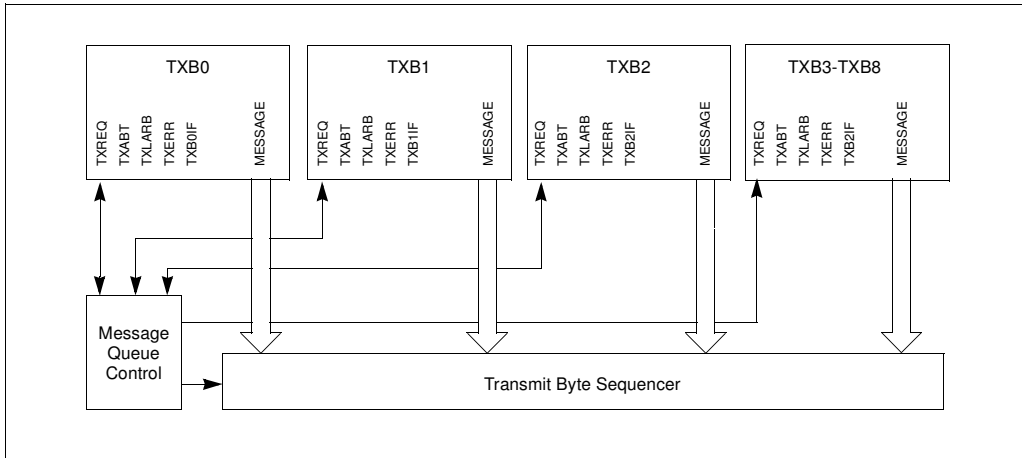 TXB0
TXREQ
TXABT
TXLARB
TXERR
TXB0IF
MESSAGE
TXB1
TXREQ
TXABT
TXLARB
TXERR
TXB1IF
MESSAGE
TXB2
TXREQ
TXABT
TXLARB
TXERR
TXB2IF
MESSAGE
TXB3-TXB8
TXREQ
TXABT
TXLARB
TXERR
TXB2IF
MESSAGE
Message
Queue
Control
Transmit Byte Sequencer